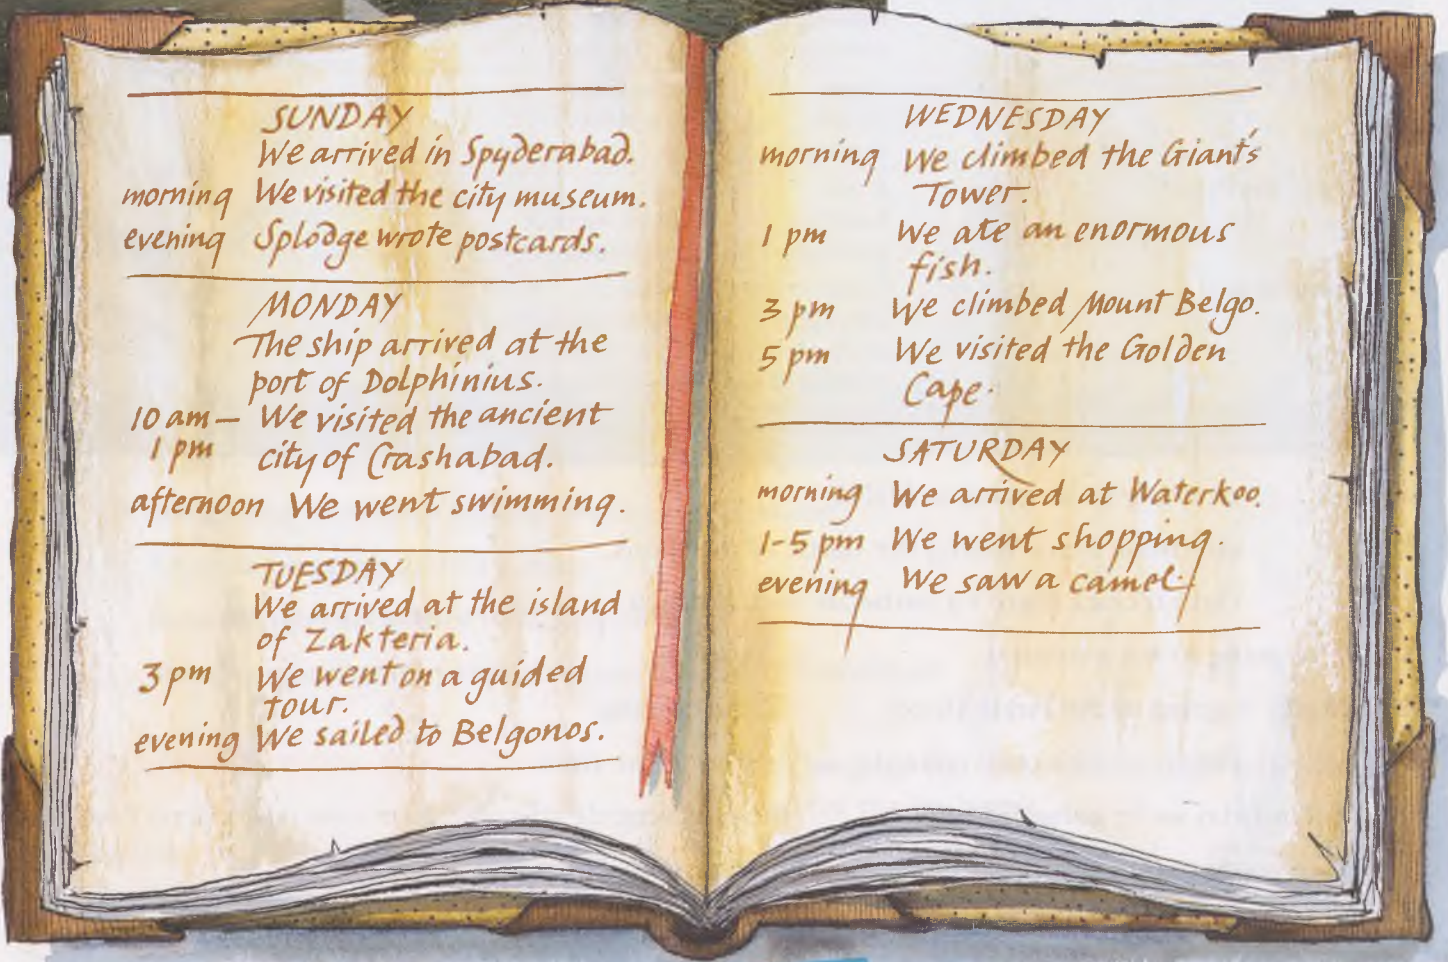 SUNDAY
We arrived in Spyderabad.
morning We visited the city museum.
evening Splodge wrote postcards.
MONDAY
The ship arrived at the
port of Dolphinius.
10 am – We visited the ancient
1 pm city of Crashabad.
afternoon We went swimming.
TUESDAY
We arrived at the island
of Zakteria.
3 pm We went on a guided
tour.
evening We sailed to Belgonos.
WEDNESDAY
morning We climbed the Giant's
Tower.
1 pm We ate an enormous
fish.
3 pm We climbed Mount Belgo.
5 pm We visited the Golden
Cape.
SATURDAY
morning We arrived at Waterkoo.
1-5 pm We went shopping.
evening We saw a camel.